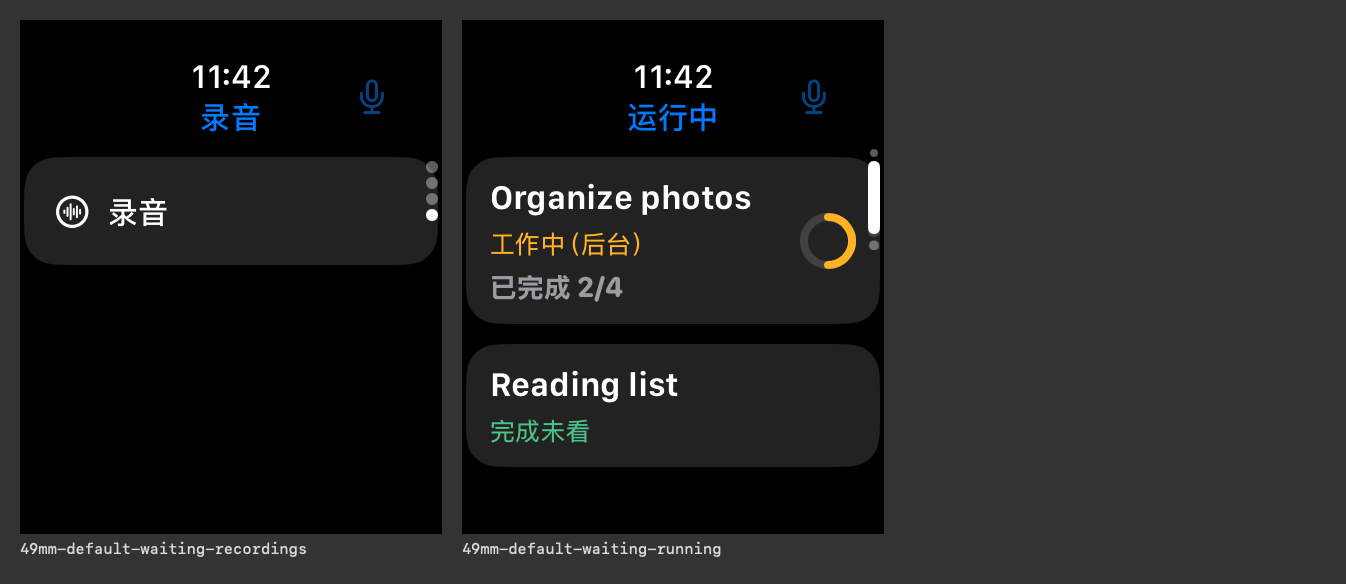 11:42
录音
录音
49mm-default-waiting-recordings
11:42
运行中
Organize photos
工作中(后台)
已完成 2/4
Reading list
完成未看
49mm-default-waiting-running